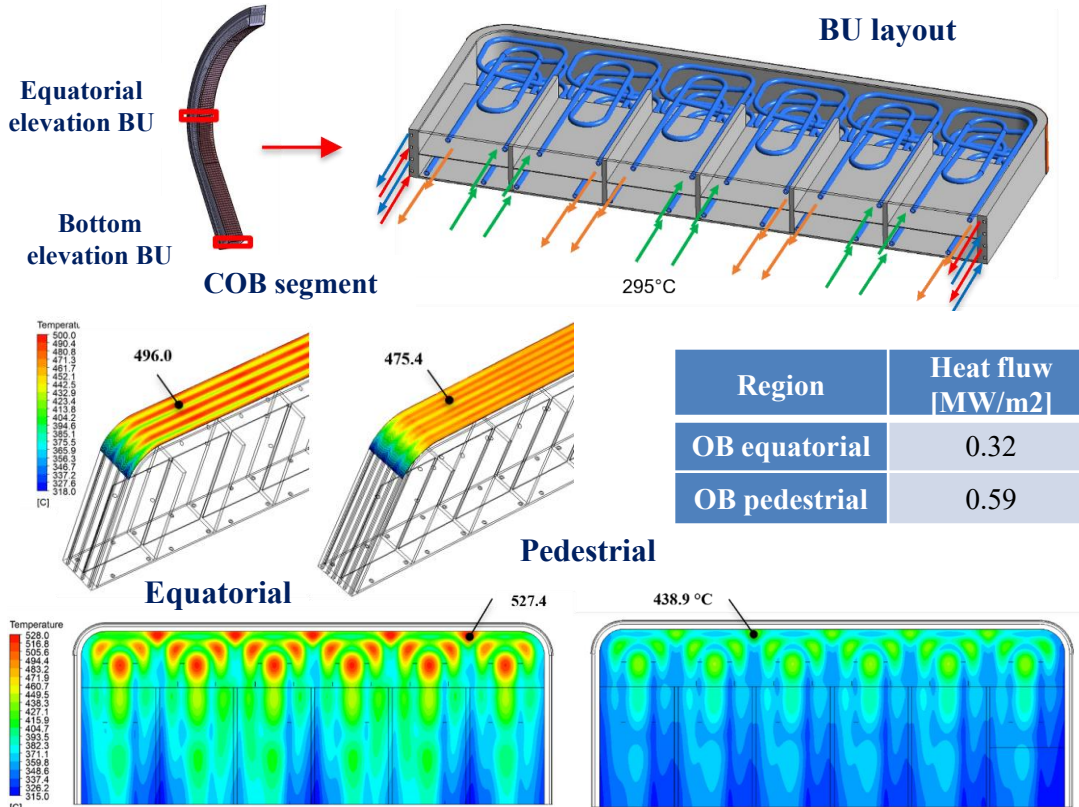 BU layout
Equatorial
elevation BU
Bottom
elevation BU
COB segment
295°C
Temperatu
500.0
490.4
480.8
471.3
461.7
452.1
442.5
432.9
423.4
413.8
404.2
394.6
385.1
375.5
365.9
356.3
346.7
337.2
327.6
318.0
[C]
496.0
475.4
Region
Heat fluw
[MW/m2]
OB equatorial
0.32
OB pedestrial
0.59
Pedestrial
Equatorial
Temperature
528.0
516.8
505.6
494.4
483.2
471.9
460.7
449.5
438.3
427.1
415.9
404.7
393.5
382.3
371.1
359.8
348.6
337.4
326.2
315.0
[C]
527.4
438.9 °C